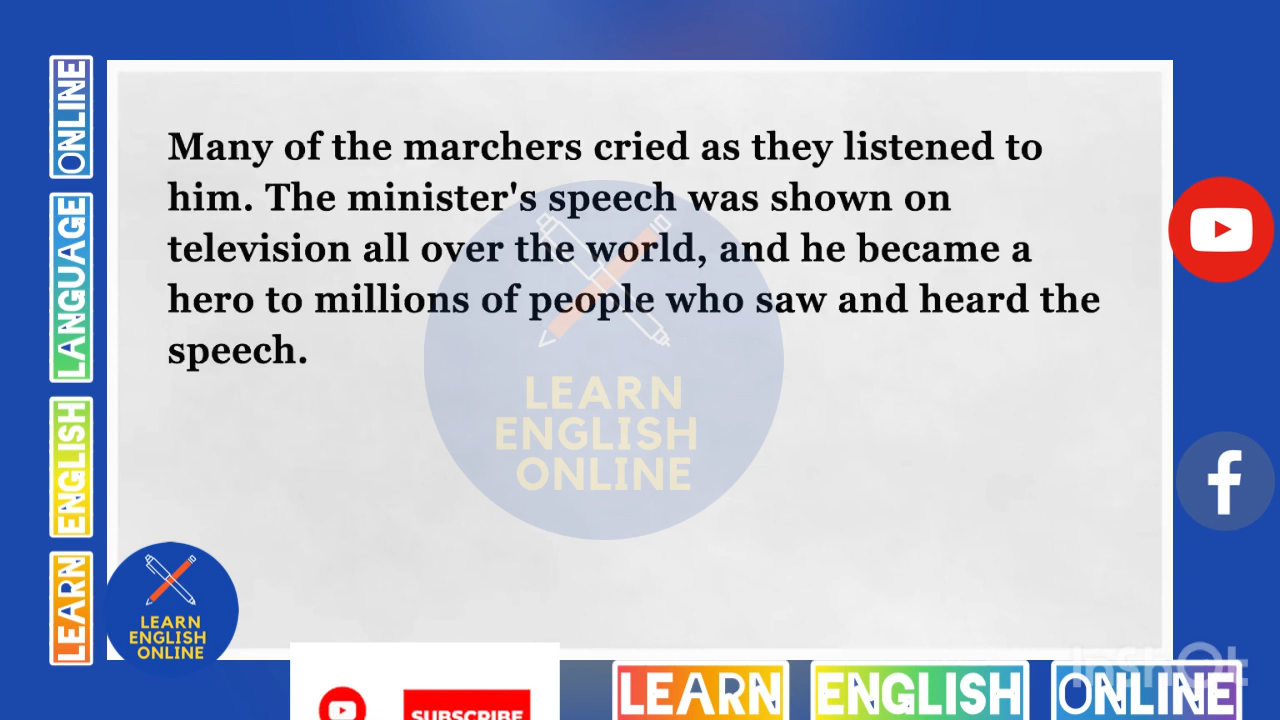 Many of the marchers cried as they listened to
him. The minister's speech was shown on
television all over the world, and he became a
hero to millions of people who saw and heard the
speech.
LEARN
ENGLISH
ONLINE
LEARN ENGLISH LANGUAGE ONLINE
LEARN
ENGLISH
ONLINE
SUBSCRIBE
LEARN ENGLISH ONLINE
InShOt